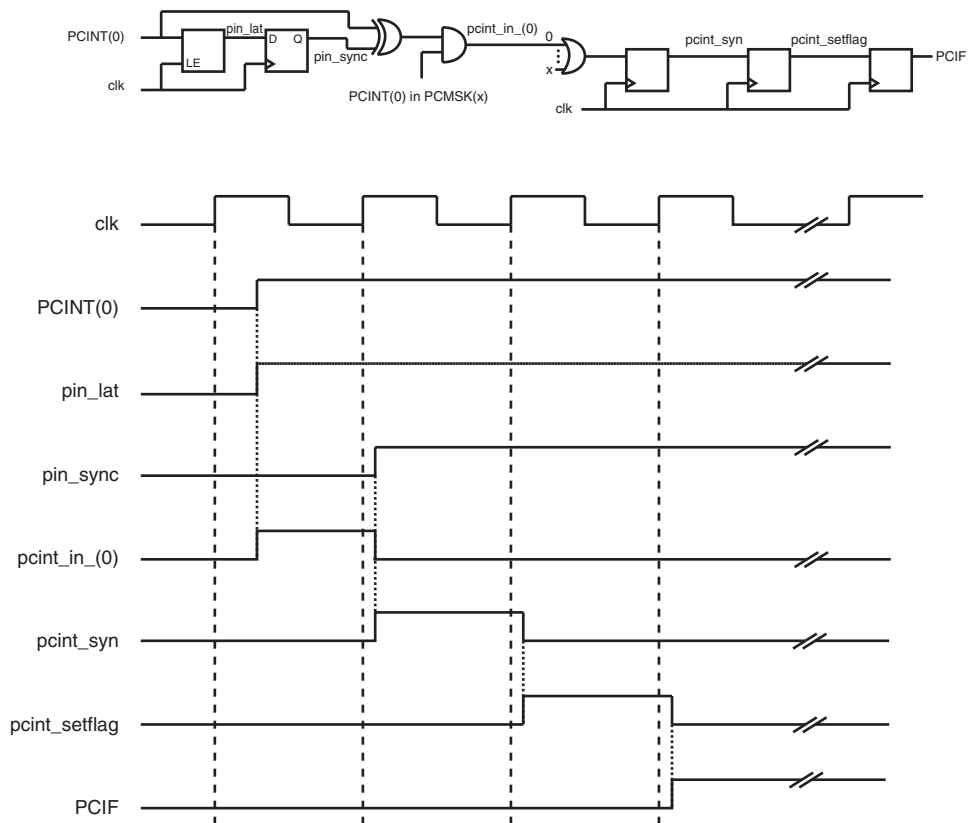 PCINT(0)
pin_lat
D Q
LE
pin_sync
clk
PCINT(0) in PCMSK(x)
pcint_in_(0)
0
x
clk
pcint_syn
pcint_setflag
PCIF
clk
PCINT(0)
pin_lat
pin_sync
pcint_in_(0)
pcint_syn
pcint_setflag
PCIF